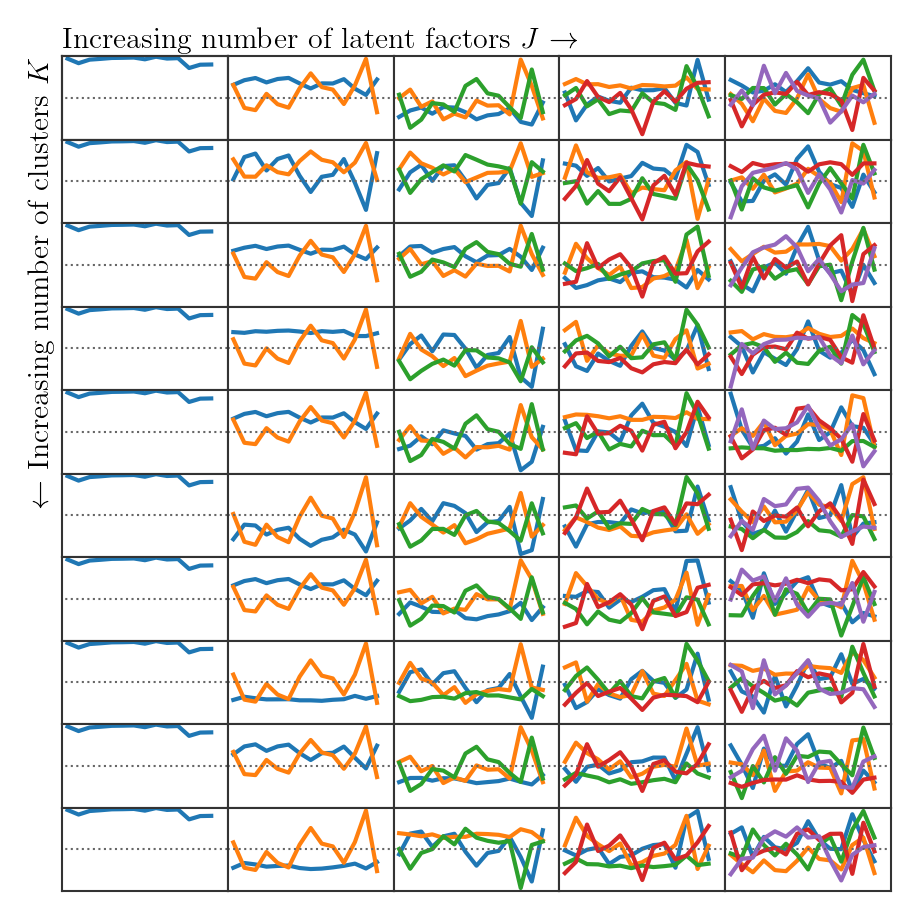 Increasing number of latent factors J →
← Increasing number of clusters K